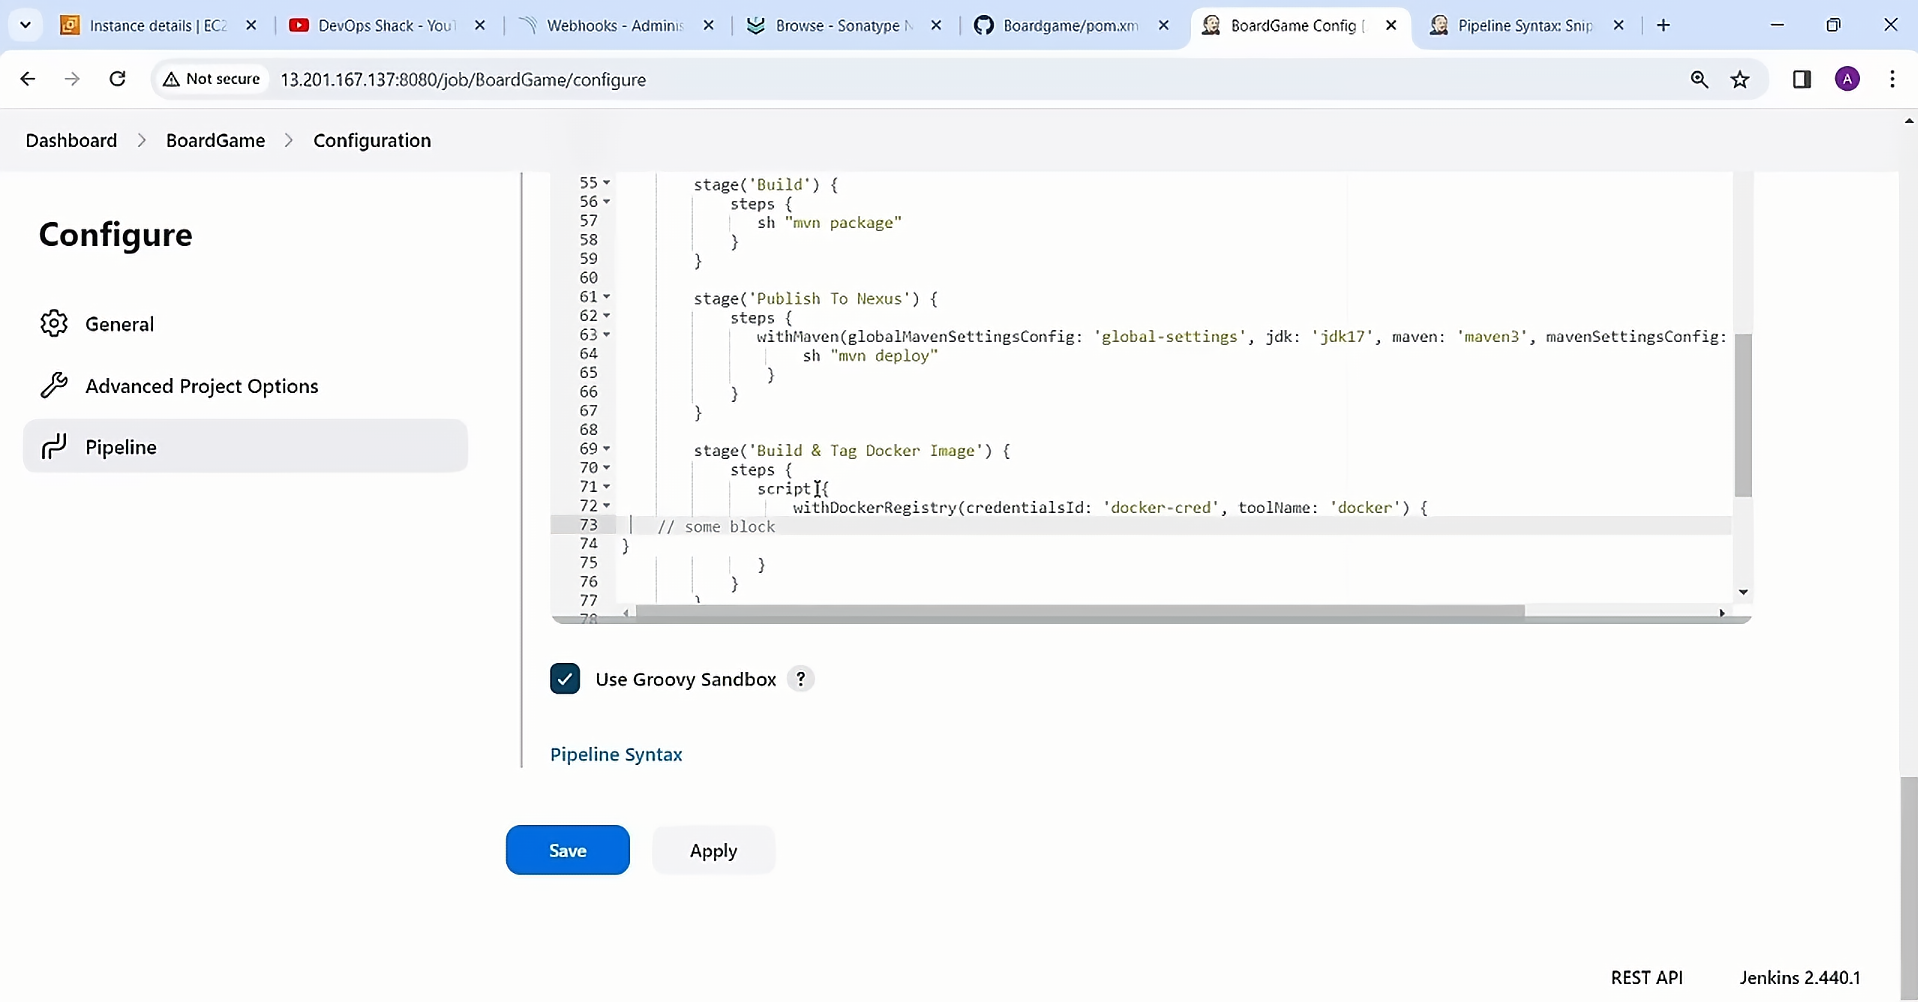 Instance details | EC2
DevOps Shack - YouT
Webhooks - Adminis
Browse - Sonatype N
Boardgame/pom.xm
BoardGame Config [
Pipeline Syntax: Snip
Not secure
13.201.167.137:8080/job/BoardGame/configure
A
Dashboard > BoardGame > Configuration
Configure
General
Advanced Project Options
Pipeline
55 stage('Build') {
56 steps {
57 sh "mvn package"
58 }
59 }
60
61 stage('Publish To Nexus') {
62 steps {
63 withMaven(globalMavenSettingsConfig: 'global-settings', jdk: 'jdk17', maven: 'maven3', mavenSettingsConfig:
64 sh "mvn deploy"
65 }
66 }
67 }
68
69 stage('Build & Tag Docker Image') {
70 steps {
71 script {
72 withDockerRegistry(credentialsId: 'docker-cred', toolName: 'docker') {
73 // some block
74 }
75 }
76 }
77 }
78
Use Groovy Sandbox ?
Pipeline Syntax
Save
Apply
REST API
Jenkins 2.440.1